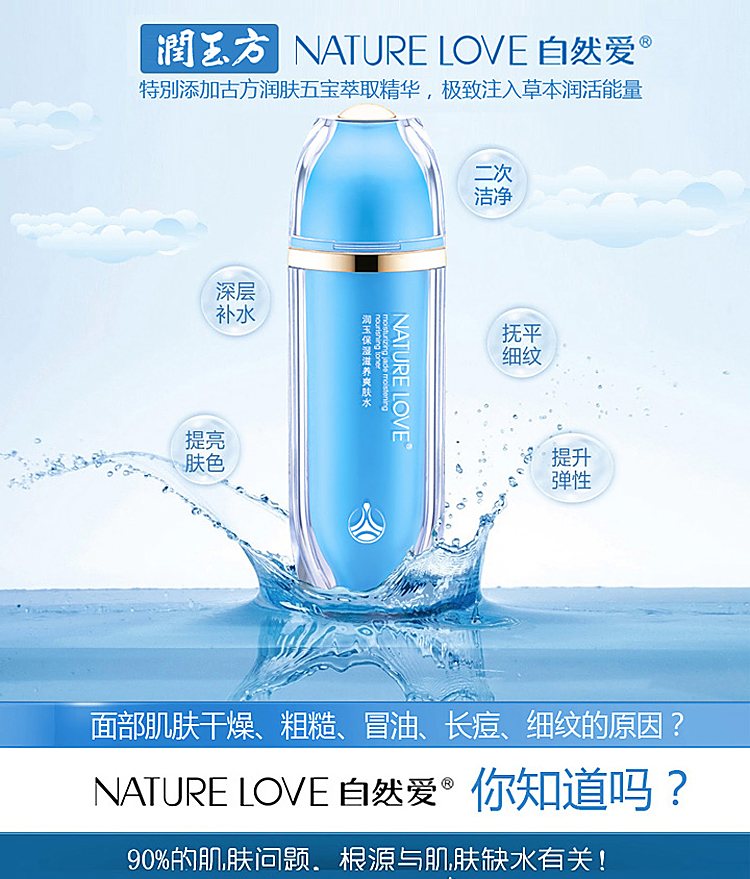 潤玉方 NATURE LOVE 自然爱®
特别添加古方润肤五宝萃取精华，极致注入草本润活能量
二次
洁净
深层
补水
抚平
细纹
提亮
肤色
提升
弹性
NATURE LOVE®
moisturizing jade moistening
nourishing toner
润玉保湿滋养爽肤水
面部肌肤干燥、粗糙、冒油、长痘、细纹的原因？
NATURE LOVE 自然爱® 你知道吗？
90%的肌肤问题．根源与肌肤缺水有关！